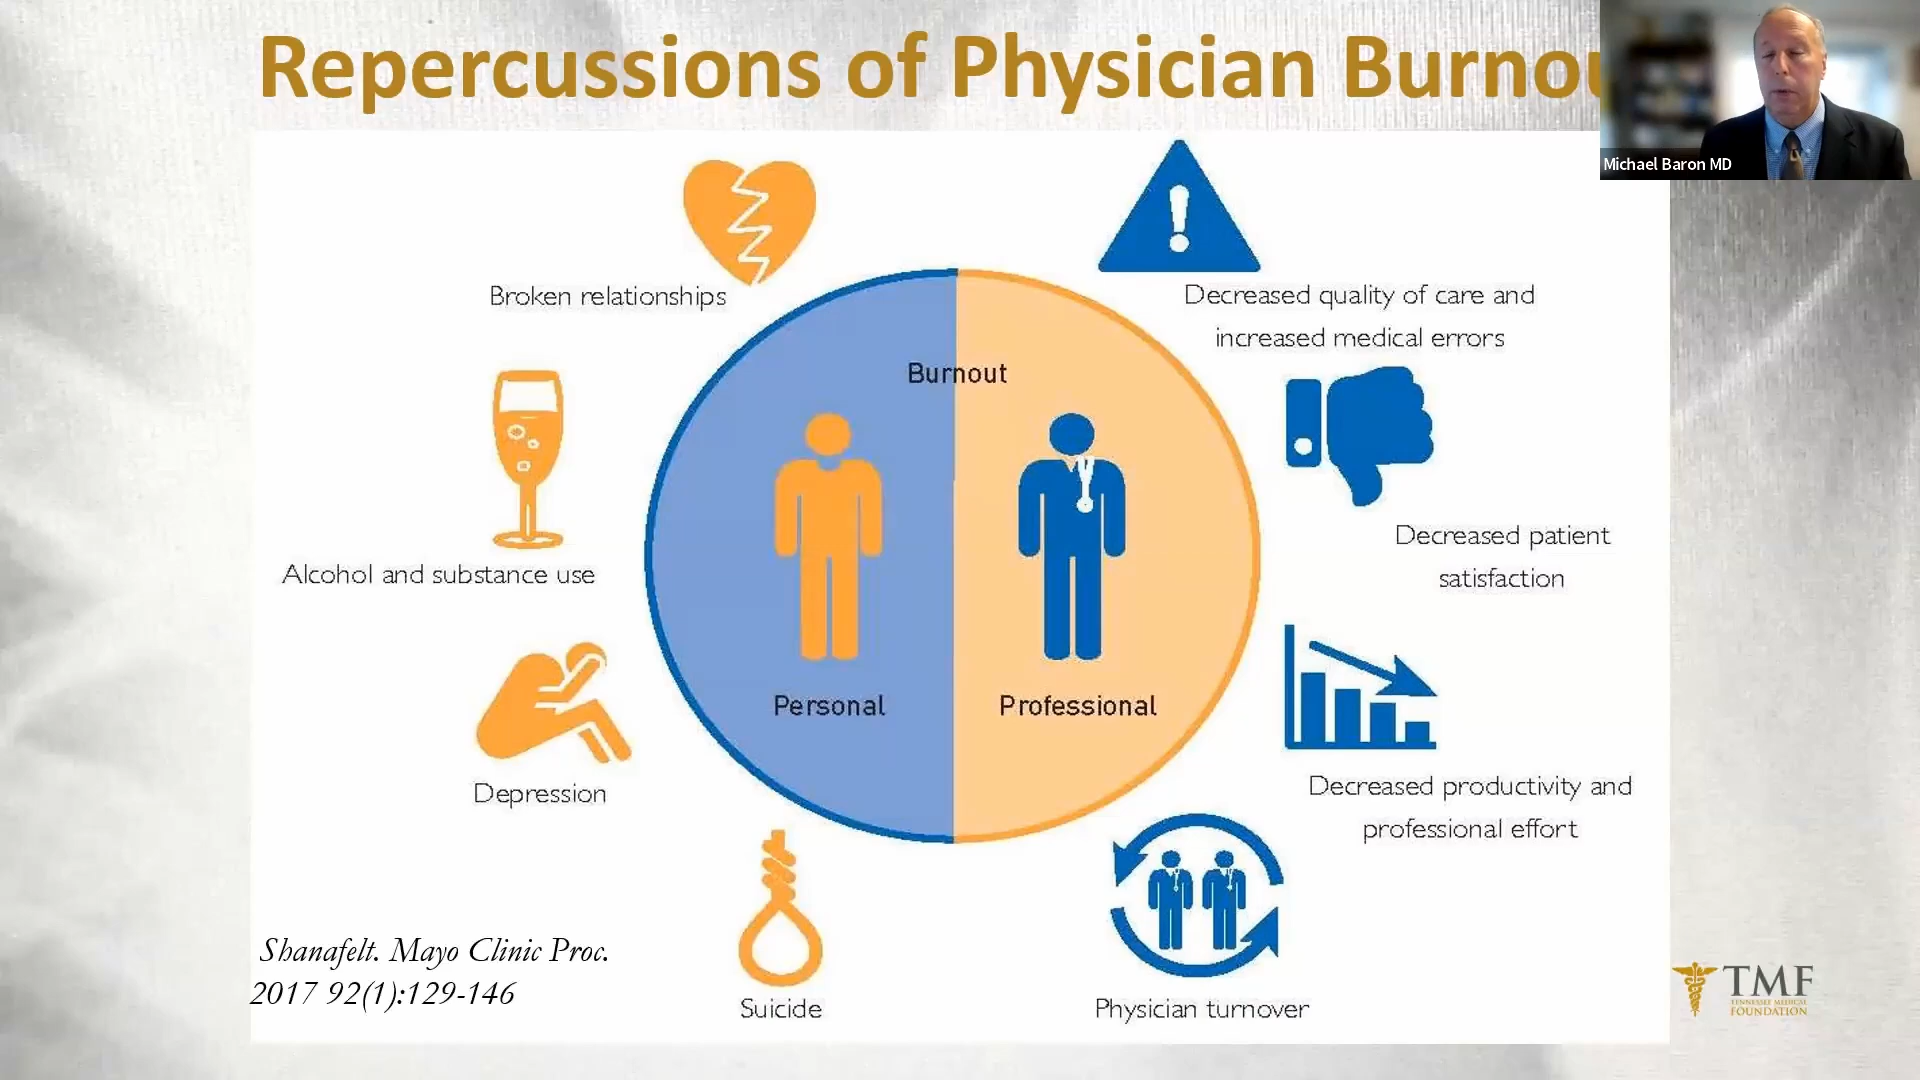 Repercussions of Physician Burnou
Michael Baron MD
Broken relationships
Decreased quality of care and
increased medical errors
Burnout
Alcohol and substance use
Decreased patient
satisfaction
Personal
Professional
Depression
Decreased productivity and
professional effort
Shanafelt. Mayo Clinic Proc.
2017 92(1):129-146
Suicide
Physician turnover
TMF
TENNESSEE MEDICAL
FOUNDATION